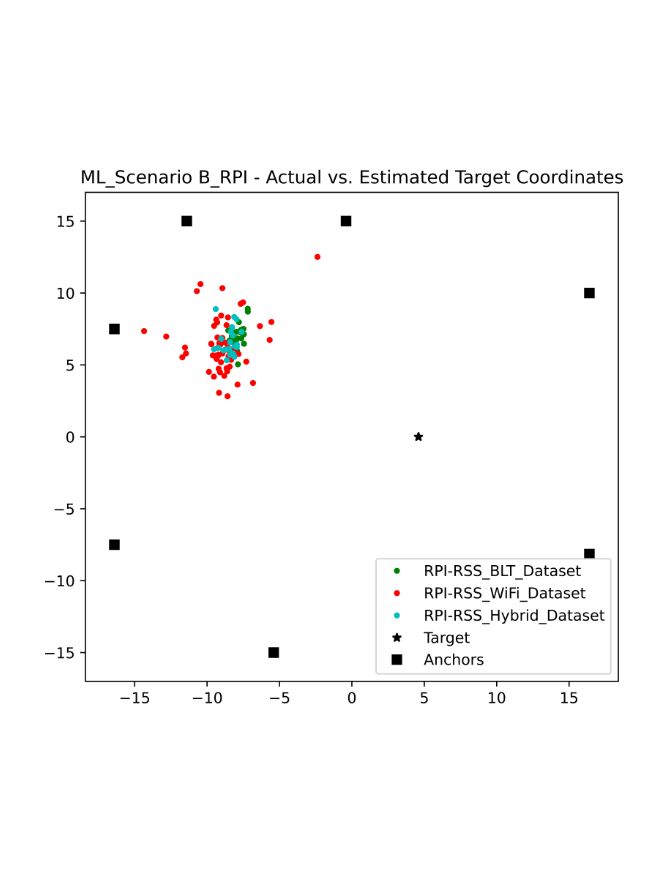 ML_Scenario B_RPI - Actual vs. Estimated Target Coordinates
15
10
5
0
−5
−10
−15
RPI-RSS_BLT_Dataset
RPI-RSS_WiFi_Dataset
RPI-RSS_Hybrid_Dataset
Target
Anchors
−15 −10 −5 0 5 10 15